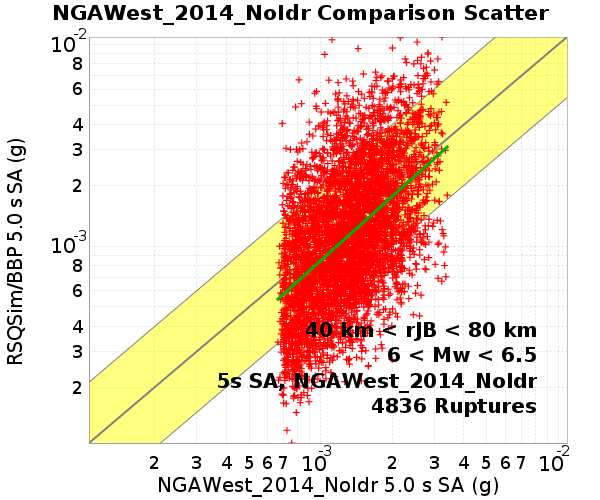 NGAWest_2014_NoIdr Comparison Scatter
10-2
8
6
4
3
2
10-3
8
6
4
3
2
RSQSim/BBP 5.0 s SA (g)
40 km < rJB < 80 km
6 < Mw < 6.5
5s SA, NGAWest_2014_NoIdr
4836 Ruptures
2 3 4 5 6 7 10-3 2 3 4 5 6 7 10-2
NGAWest_2014_NoIdr 5.0 s SA (g)